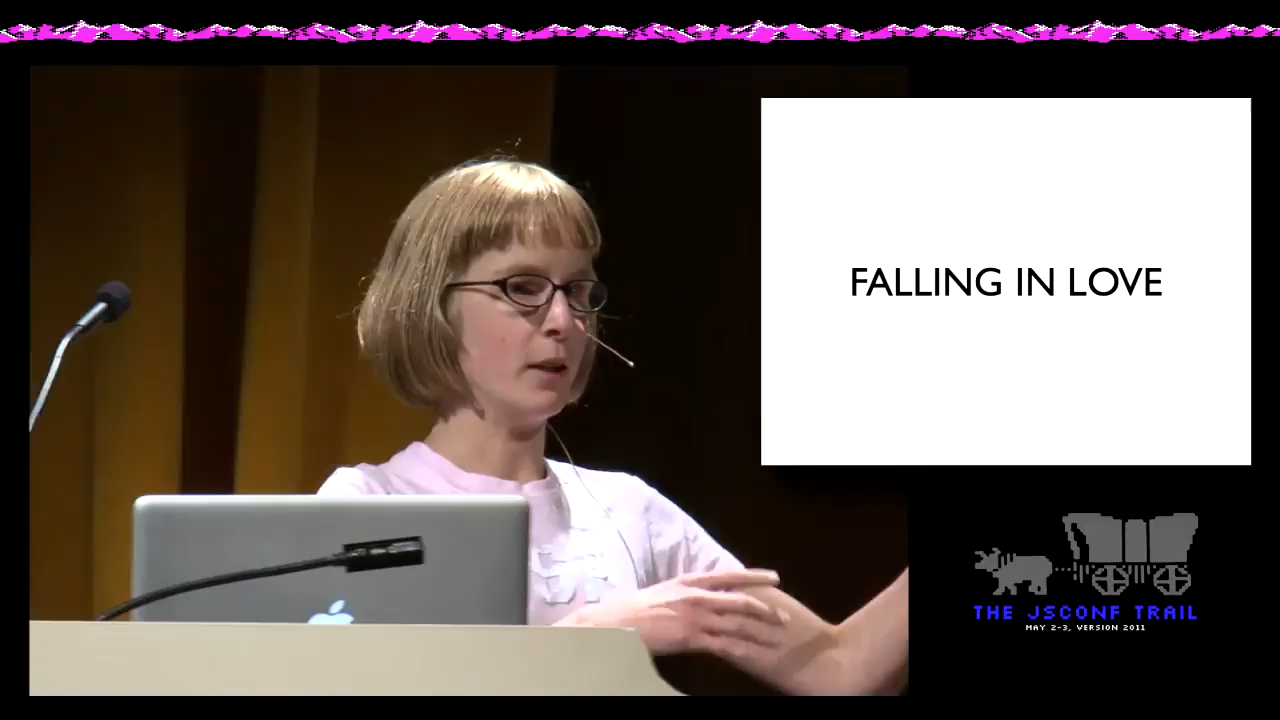 FALLING IN LOVE
THE JSCONF TRAIL
MAY 2-3, VERSION 2011